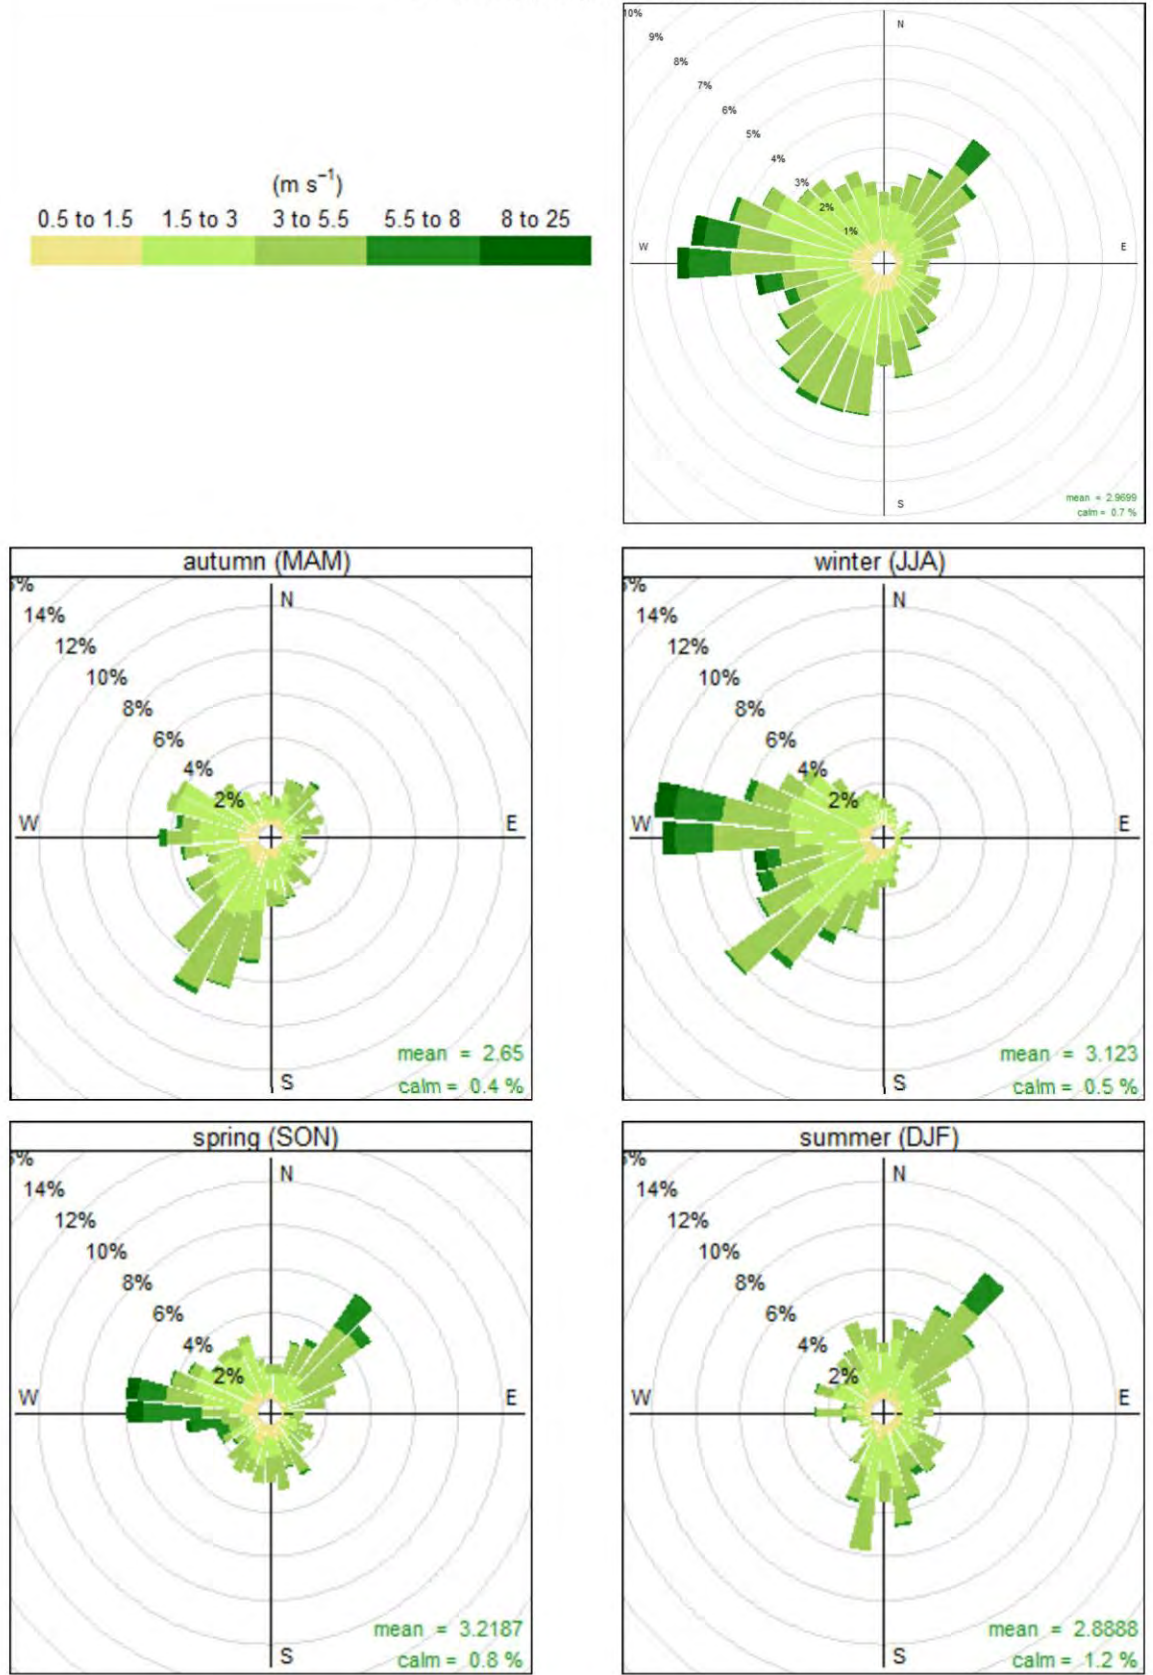 (m s⁻¹)
0.5 to 1.5 1.5 to 3 3 to 5.5 5.5 to 8 8 to 25
10%
9%
8%
7%
6%
5%
4%
3%
2%
1%
N
W
E
S
mean = 2.9699
calm = 0.7 %
autumn (MAM)
14%
12%
10%
8%
6%
4%
2%
N
W
E
S
mean = 2.65
calm = 0.4 %
winter (JJA)
14%
12%
10%
8%
6%
4%
2%
N
W
E
S
mean = 3.123
calm = 0.5 %
spring (SON)
14%
12%
10%
8%
6%
4%
2%
N
W
E
S
mean = 3.2187
calm = 0.8 %
summer (DJF)
14%
12%
10%
8%
6%
4%
2%
N
W
E
S
mean = 2.8888
calm = 1.2 %